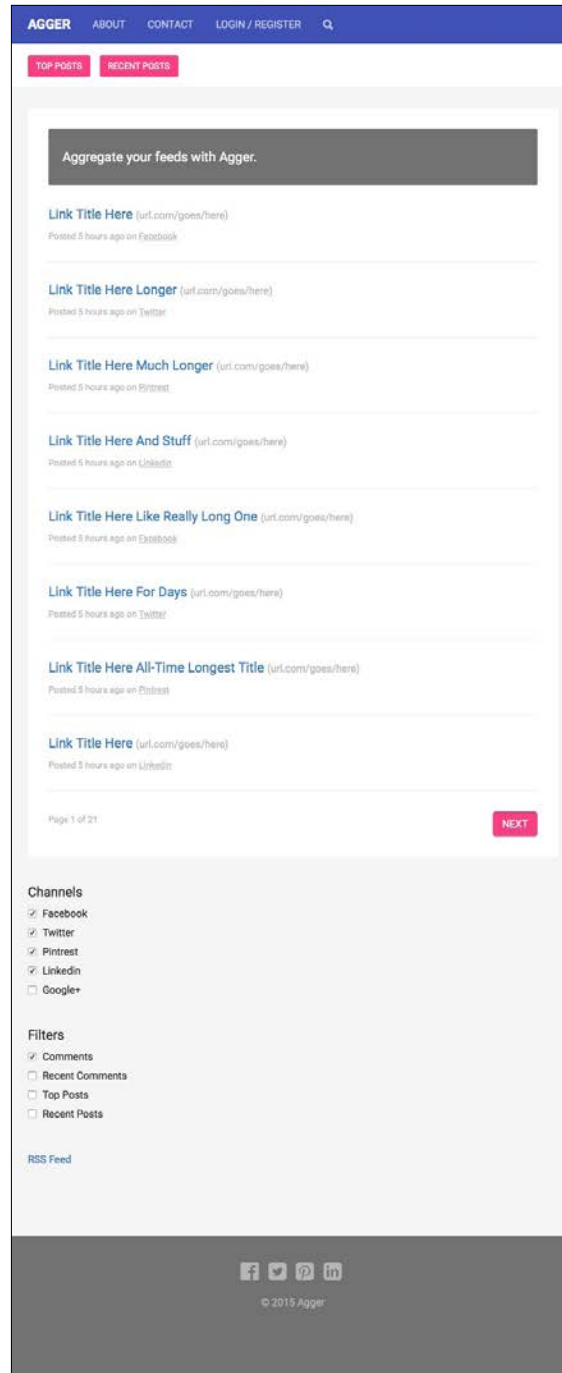 AGGER ABOUT CONTACT LOGIN / REGISTER
TOP POSTS RECENT POSTS
Aggregate your feeds with Agger.
Link Title Here (url.com/goes/here)
Posted 5 hours ago on Facebook
Link Title Here Longer (url.com/goes/here)
Posted 5 hours ago on Twitter
Link Title Here Much Longer (url.com/goes/here)
Posted 5 hours ago on Pintrest
Link Title Here And Stuff (url.com/goes/here)
Posted 5 hours ago on Linkedin
Link Title Here Like Really Long One (url.com/goes/here)
Posted 5 hours ago on Facebook
Link Title Here For Days (url.com/goes/here)
Posted 5 hours ago on Twitter
Link Title Here All-Time Longest Title (url.com/goes/here)
Posted 5 hours ago on Pintrest
Link Title Here (url.com/goes/here)
Posted 5 hours ago on Linkedin
Page 1 of 21 NEXT
Channels
Facebook
Twitter
Pintrest
Linkedin
Google+
Filters
Comments
Recent Comments
Top Posts
Recent Posts
RSS Feed
© 2015 Agger